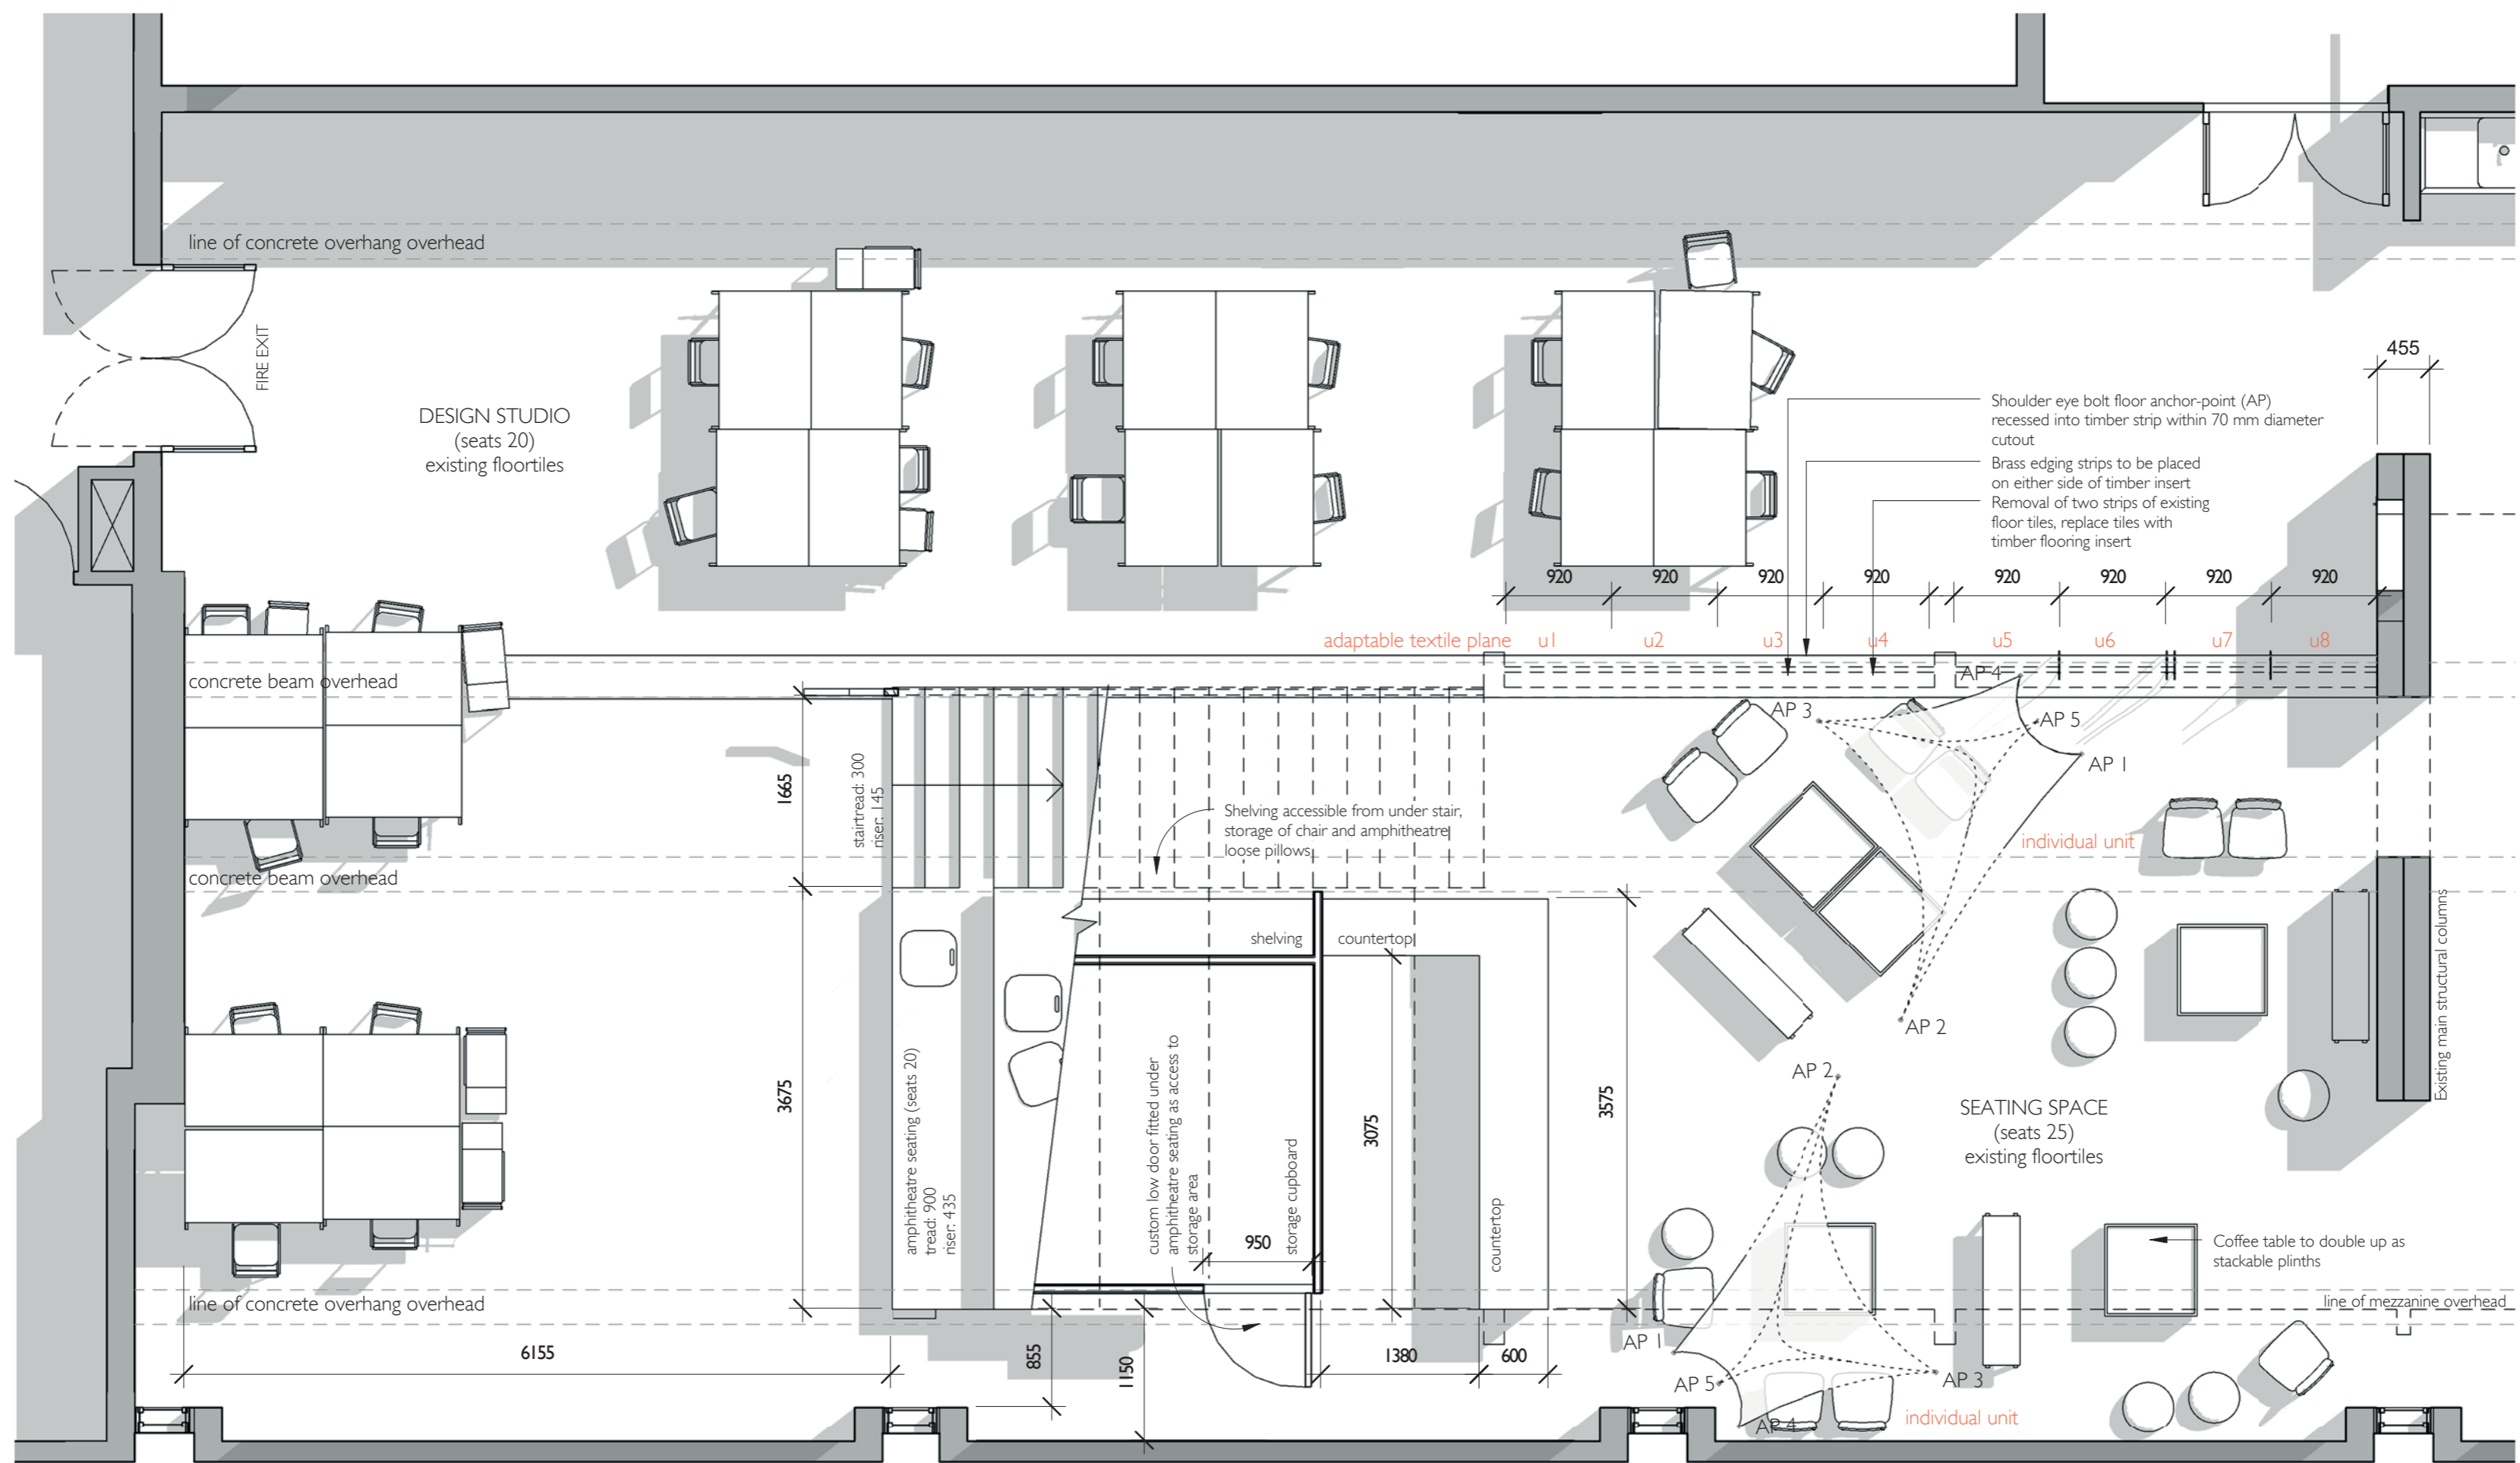 line of concrete overhang overhead
FIRE EXIT
DESIGN STUDIO
(seats 20)
existing floortiles
455
Shoulder eye bolt floor anchor-point (AP)
recessed into timber strip within 70 mm diameter
cutout
Brass edging strips to be placed
on either side of timber insert
Removal of two strips of existing
floor tiles, replace tiles with
timber flooring insert
920 920 920 920 920 920 920 920
adaptable textile plane u1 u2 u3 u4 u5 u6 u7 u8
concrete beam overhead
AP 4
AP 3
AP 5
AP 1
1665
stairtread: 300
riser: 145
Shelving accessible from under stair,
storage of chair and amphitheatre
loose pillows
individual unit
concrete beam overhead
shelving
countertop
Existing main structural columns
AP 2
3675
amphitheatre seating (seats 20)
tread: 900
riser: 435
custom low door fitted under
amphitheatre seating as access to
storage area
950
storage cupboard
3075
countertop
3575
AP 2
SEATING SPACE
(seats 25)
existing floortiles
Coffee table to double up as
stackable plinths
line of concrete overhang overhead
line of mezzanine overhead
6155
855
1150
1380
600
AP 1
AP 5
AP 3
AP 4
individual unit